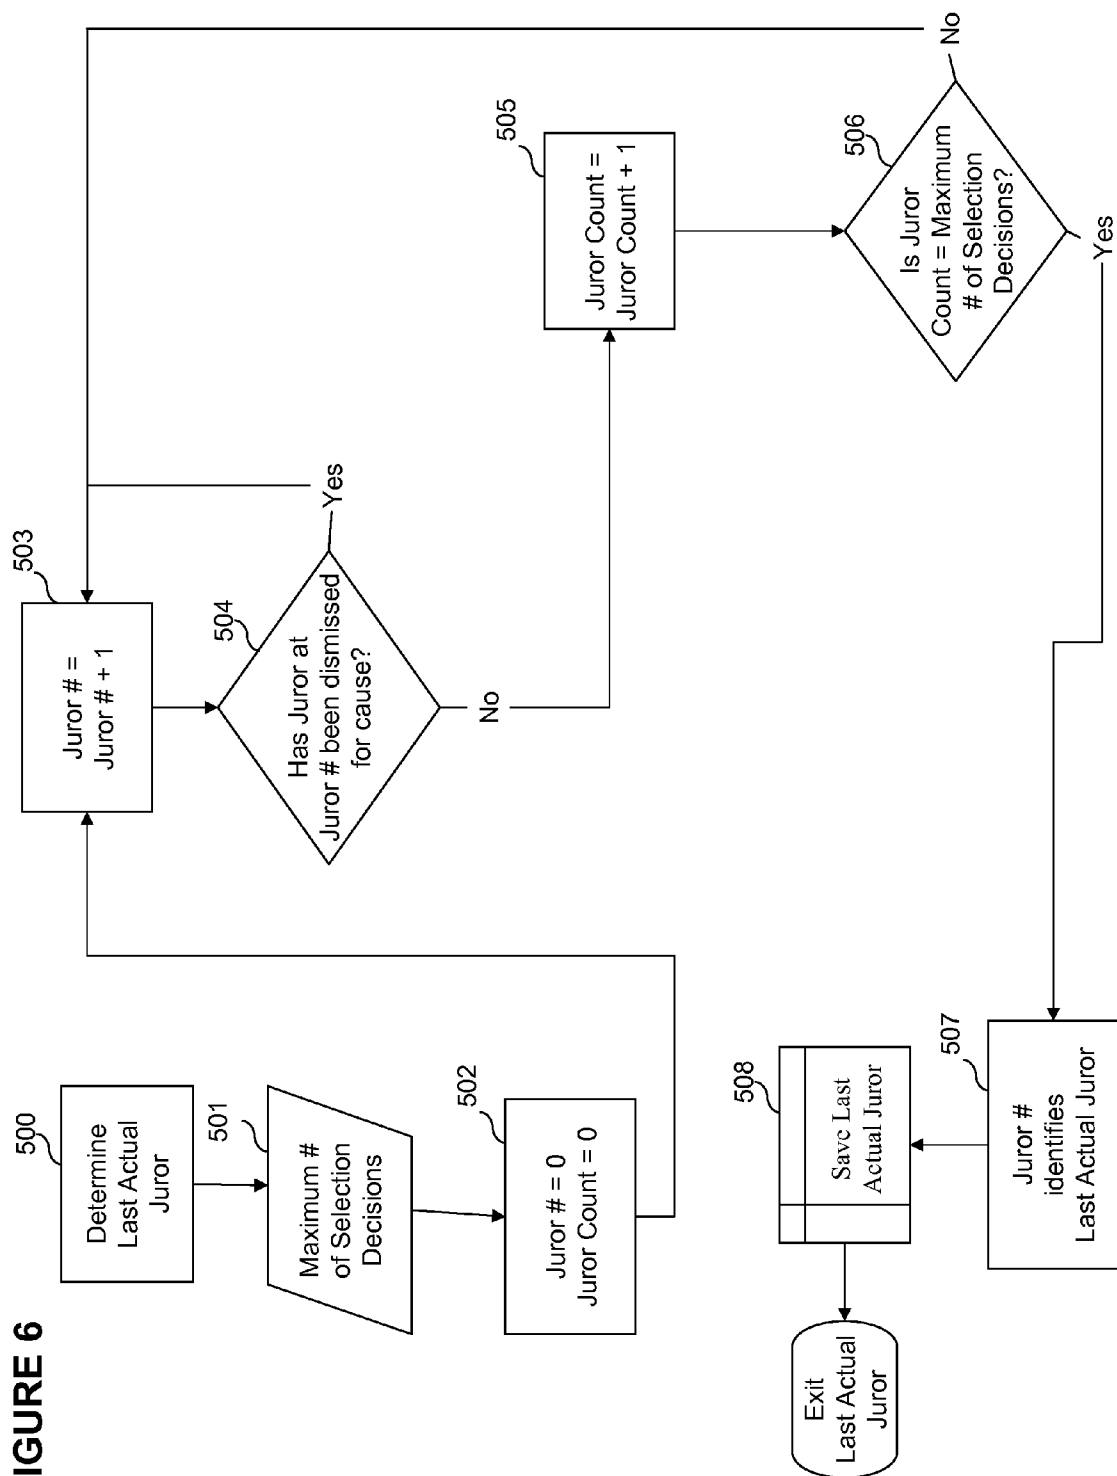 IGURE 6
500
Determine
Last Actual
Juror
501
Maximum #
of Selection
Decisions
502
Juror # = 0
Juror Count = 0
503
Juror # =
Juror # + 1
504
Has Juror at
Juror # been dismissed
for cause?
Yes
No
505
Juror Count =
Juror Count + 1
506
Is Juror
Count = Maximum
# of Selection
Decisions?
No
Yes
507
Juror #
identifies
Last Actual Juror
508
Savc Last
Actual Juror
Exit
Last Actual
Juror